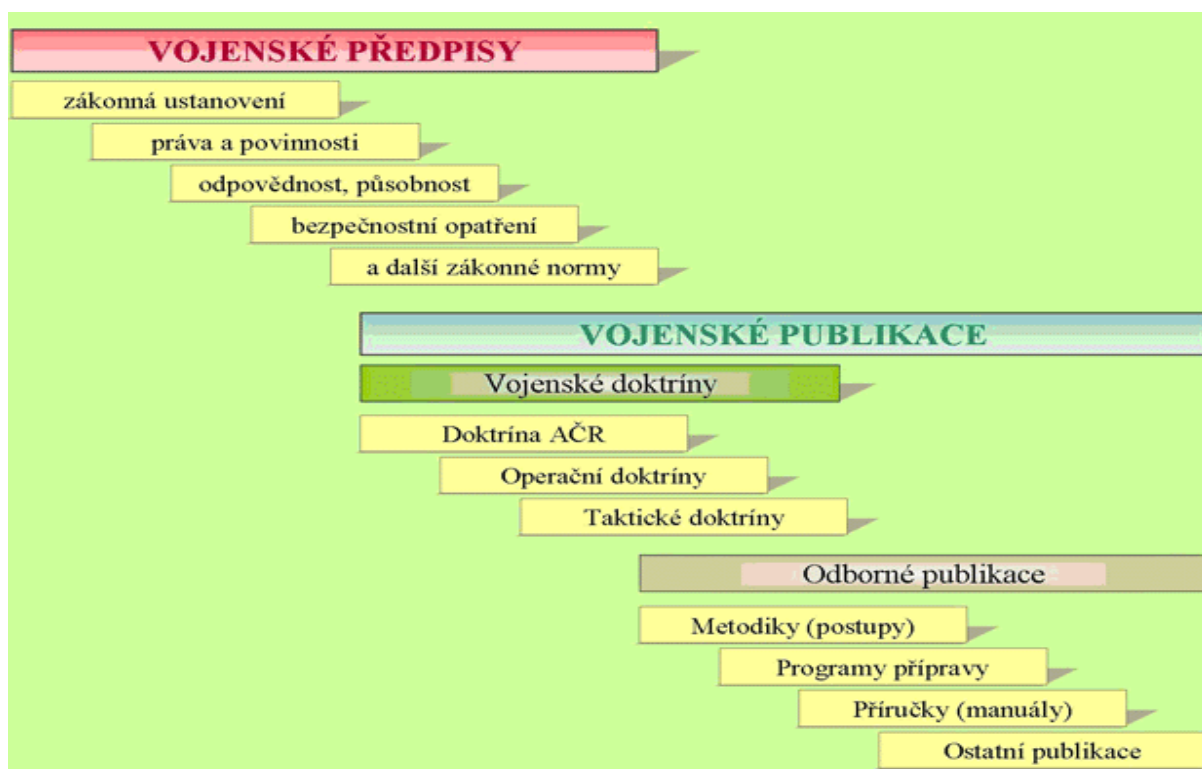 VOJENSKÉ PŘEDPISY
zákonná ustanovení
práva a povinnosti
odpovědnost, působnost
bezpečnostní opatření
a další zákonné normy
VOJENSKÉ PUBLIKACE
Vojenské doktríny
Doktrína AČR
Operační doktríny
Taktické doktríny
Odborné publikace
Metodiky (postupy)
Programy přípravy
Příručky (manuály)
Ostatní publikace